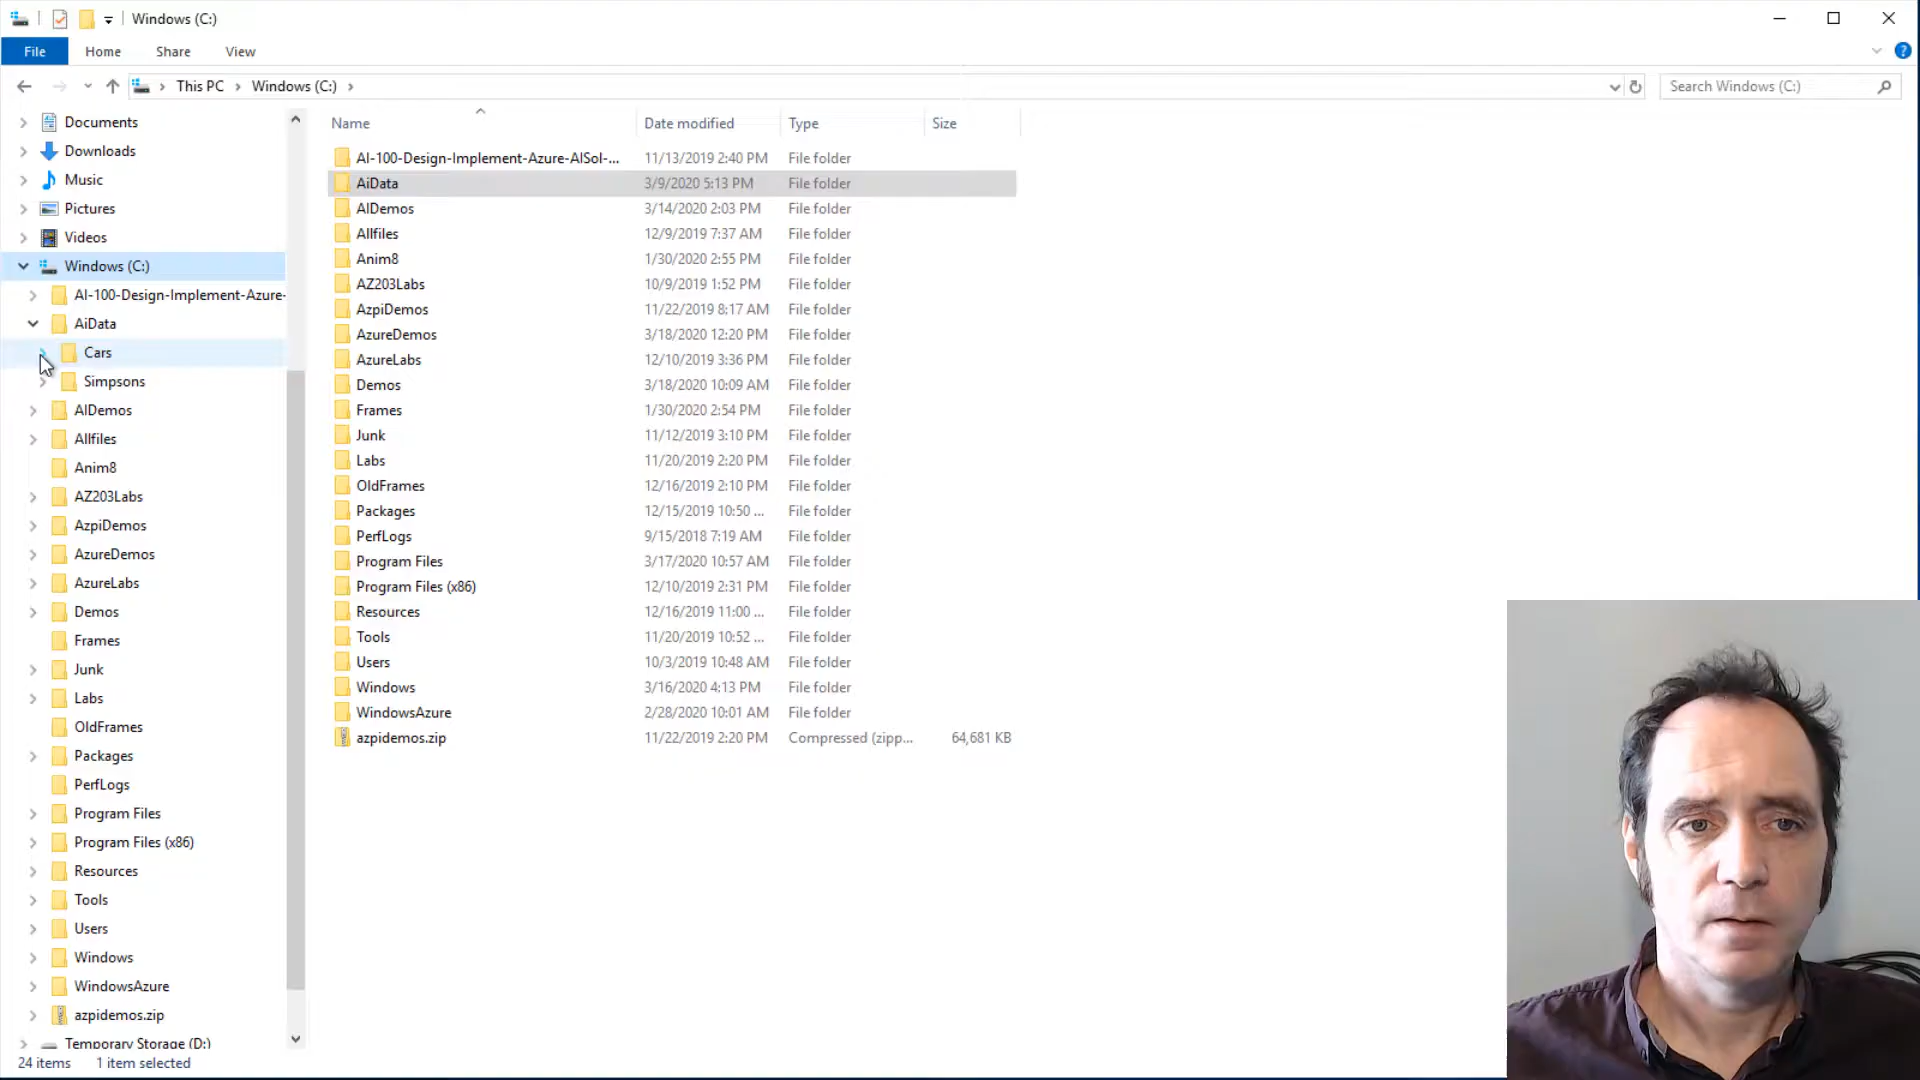 Windows (C:)
File Home Share View
This PC Windows (C:) Search Windows (C:)
Documents
Downloads
Music
Pictures
Videos
Windows (C:)
AI-100-Design-Implement-Azure-
AiData
Cars
Simpsons
AIDemos
Allfiles
Anim8
AZ203Labs
AzpiDemos
AzureDemos
AzureLabs
Demos
Frames
Junk
Labs
OldFrames
Packages
PerfLogs
Program Files
Program Files (x86)
Resources
Tools
Users
Windows
WindowsAzure
azpidemos.zip
Temporary Storage (D:)
Name Date modified Type Size
AI-100-Design-Implement-Azure-AISol-... 11/13/2019 2:40 PM File folder
AiData 3/9/2020 5:13 PM File folder
AIDemos 3/14/2020 2:03 PM File folder
Allfiles 12/9/2019 7:37 AM File folder
Anim8 1/30/2020 2:55 PM File folder
AZ203Labs 10/9/2019 1:52 PM File folder
AzpiDemos 11/22/2019 8:17 AM File folder
AzureDemos 3/18/2020 12:20 PM File folder
AzureLabs 12/10/2019 3:36 PM File folder
Demos 3/18/2020 10:09 AM File folder
Frames 1/30/2020 2:54 PM File folder
Junk 11/12/2019 3:10 PM File folder
Labs 11/20/2019 2:20 PM File folder
OldFrames 12/16/2019 2:10 PM File folder
Packages 12/15/2019 10:50 ... File folder
PerfLogs 9/15/2018 7:19 AM File folder
Program Files 3/17/2020 10:57 AM File folder
Program Files (x86) 12/10/2019 2:31 PM File folder
Resources 12/16/2019 11:00 ... File folder
Tools 11/20/2019 10:52 ... File folder
Users 10/3/2019 10:48 AM File folder
Windows 3/16/2020 4:13 PM File folder
WindowsAzure 2/28/2020 10:01 AM File folder
azpidemos.zip 11/22/2019 2:20 PM Compressed (zipp... 64,681 KB
24 items 1 item selected